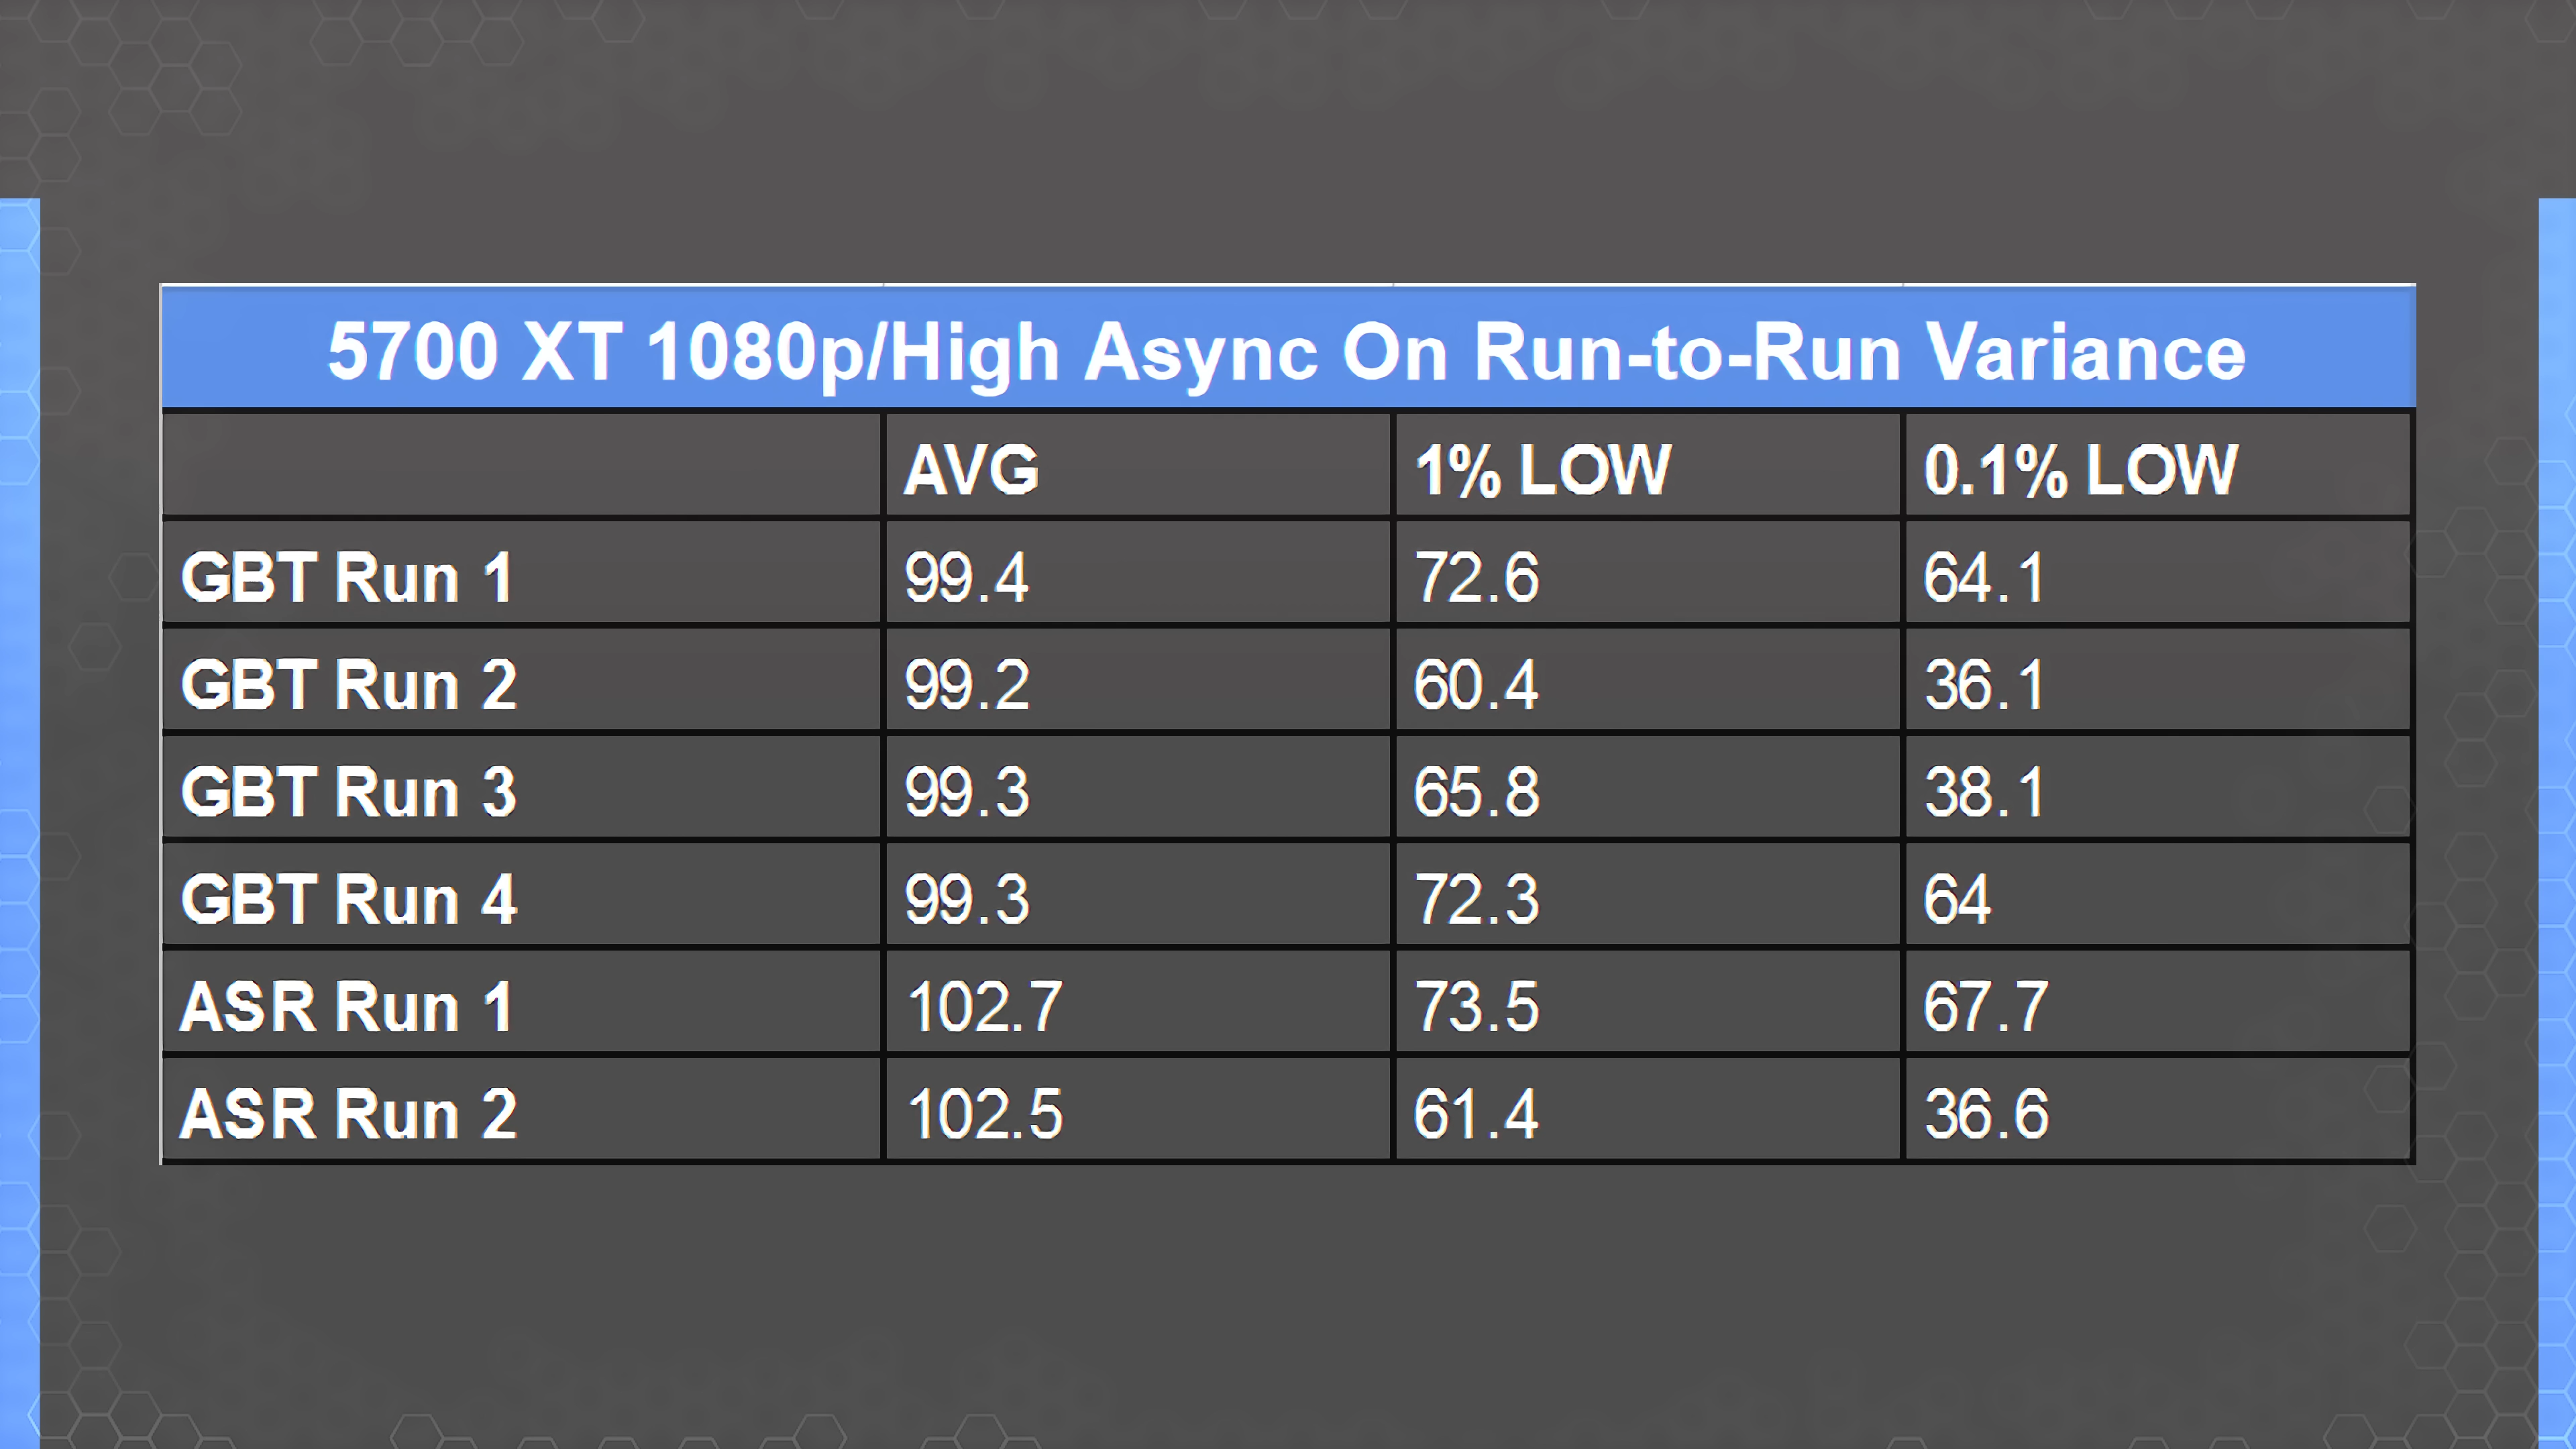 5700 XT 1080p/High Async On Run-to-Run Variance
AVG 1% LOW 0.1% LOW
GBT Run 1 99.4 72.6 64.1
GBT Run 2 99.2 60.4 36.1
GBT Run 3 99.3 65.8 38.1
GBT Run 4 99.3 72.3 64
ASR Run 1 102.7 73.5 67.7
ASR Run 2 102.5 61.4 36.6